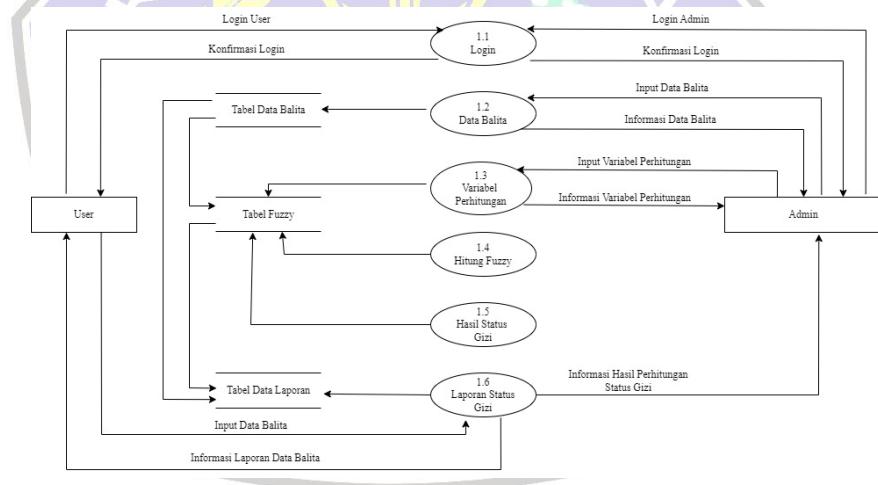 Login User
Login Admin
1.1
Login
Konfirmasi Login
Konfirmasi Login
Input Data Balita
1.2
Data Balita
Tabel Data Balita
Informasi Data Balita
Input Variabel Perhitungan
1.3
Variabel
Perhitungan
Informasi Variabel Perhitungan
User
Tabel Fuzzy
Admin
1.4
Hitung Fuzzy
1.5
Hasil Status
Gizi
Informasi Hasil Perhitungan
Status Gizi
1.6
Laporan Status
Gizi
Tabel Data Laporan
Input Data Balita
Informasi Laporan Data Balita